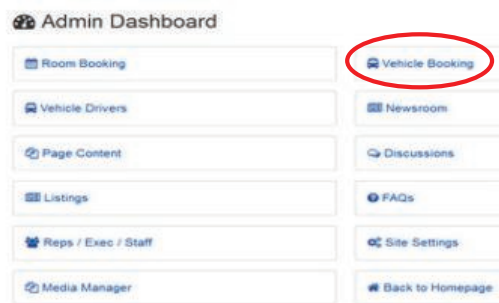 Admin Dashboard
Room Booking
Vehicle Booking
Vehicle Drivers
Newsroom
Page Content
Discussions
Listings
FAQs
Reps / Exec / Staff
Site Settings
Media Manager
Back to Homepage